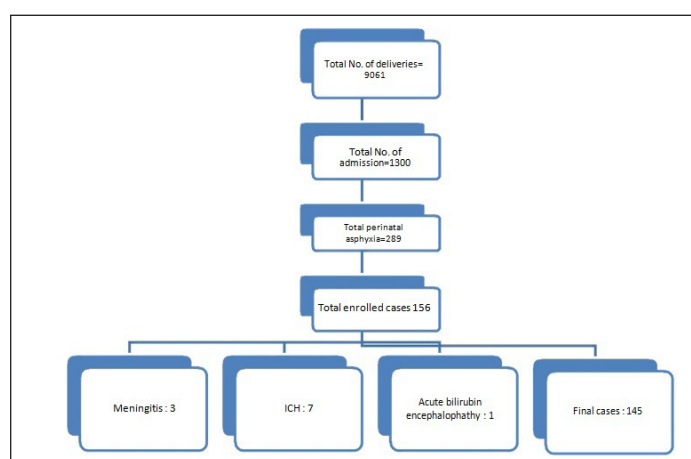 Total No. of deliveries=
9061
Total No. of
admission=1300
Total perinatal
asphyxia=289
Total enrolled cases 156
Meningitis : 3
ICH : 7
Acute bilirubin
encephalophathy : 1
Final cases : 145